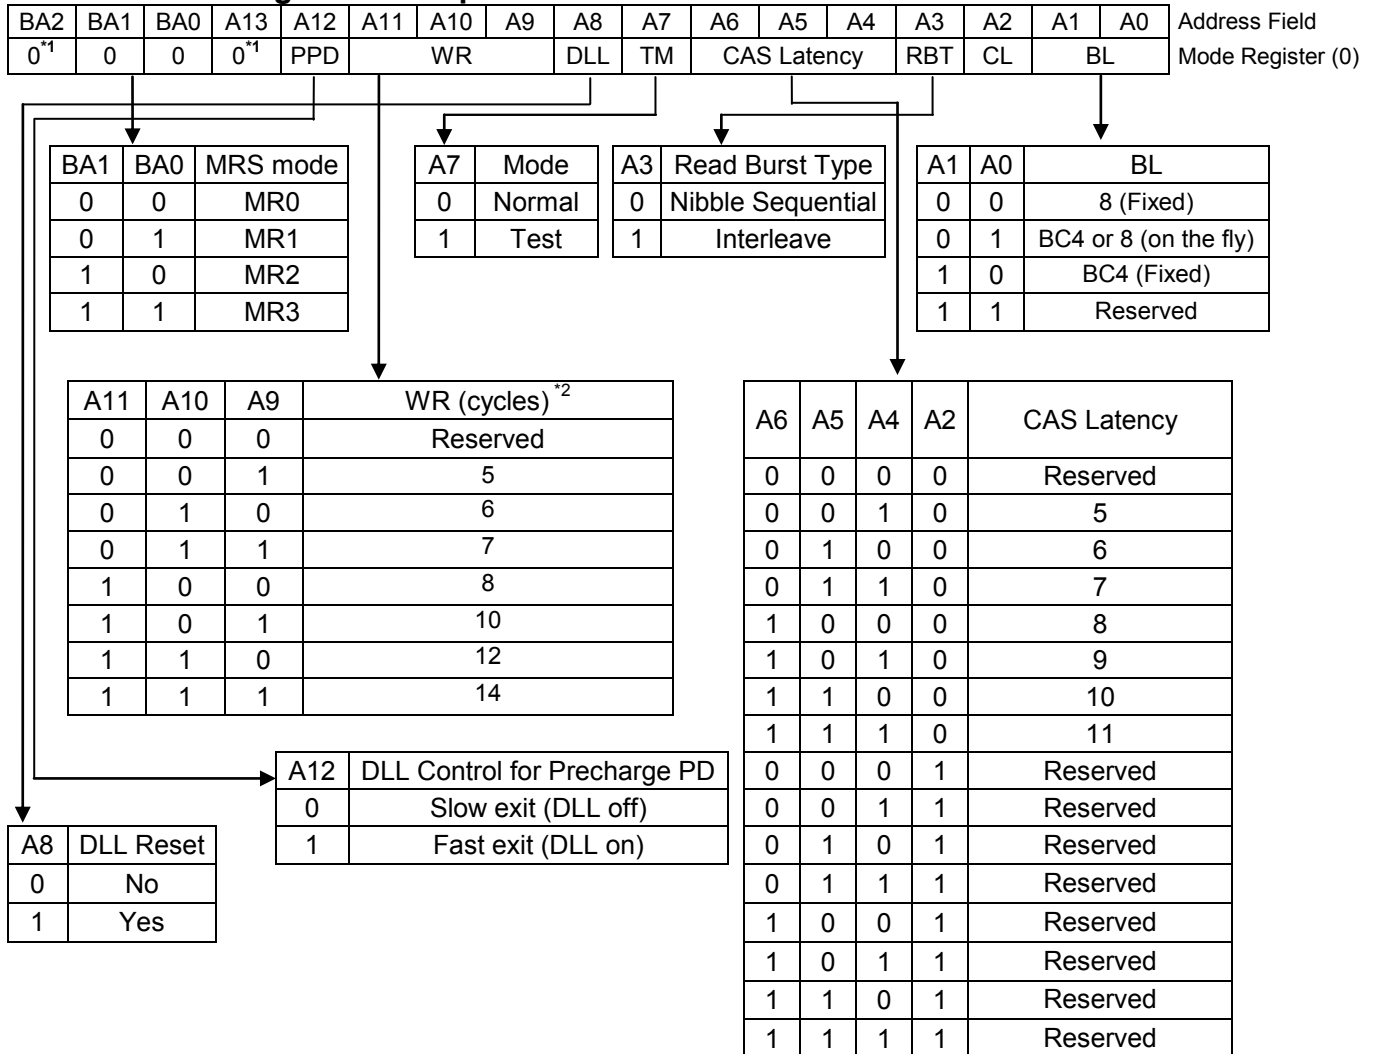 BA2 BA1 BA0 A13 A12 A11 A10 A9 A8 A7 A6 A5 A4 A3 A2 A1 A0 Address Field
0*1 0 0 0*1 PPD WR DLL TM CAS Latency RBT CL BL Mode Register (0)
BA1 BA0 MRS mode
0 0 MR0
0 1 MR1
1 0 MR2
1 1 MR3
A7 Mode
0 Normal
1 Test
A3 Read Burst Type
0 Nibble Sequential
1 Interleave
A1 A0 BL
0 0 8 (Fixed)
0 1 BC4 or 8 (on the fly)
1 0 BC4 (Fixed)
1 1 Reserved
A11 A10 A9 WR (cycles) *2
0 0 0 Reserved
0 0 1 5
0 1 0 6
0 1 1 7
1 0 0 8
1 0 1 10
1 1 0 12
1 1 1 14
A6 A5 A4 A2 CAS Latency
0 0 0 0 Reserved
0 0 1 0 5
0 1 0 0 6
0 1 1 0 7
1 0 0 0 8
1 0 1 0 9
1 1 0 0 10
1 1 1 0 11
0 0 0 1 Reserved
0 0 1 1 Reserved
0 1 0 1 Reserved
0 1 1 1 Reserved
1 0 0 1 Reserved
1 0 1 1 Reserved
1 1 0 1 Reserved
1 1 1 1 Reserved
A12 DLL Control for Precharge PD
0 Slow exit (DLL off)
1 Fast exit (DLL on)
A8 DLL Reset
0 No
1 Yes